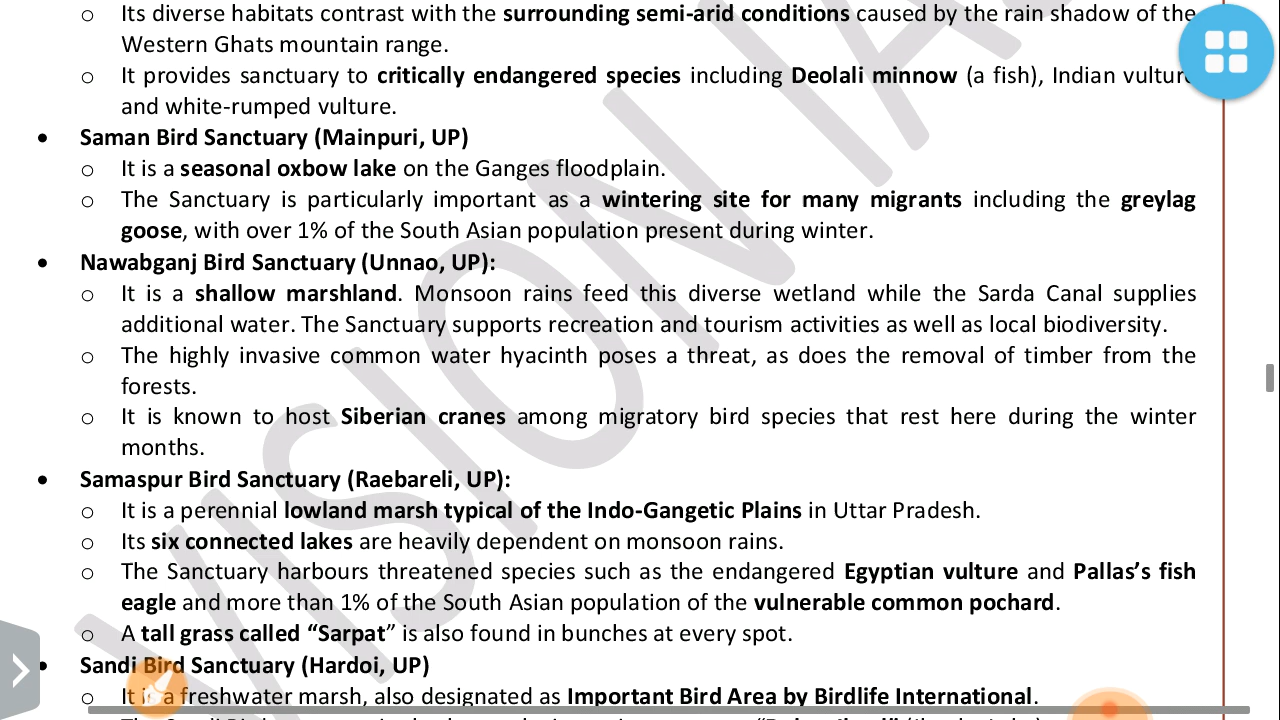 o Its diverse habitats contrast with the surrounding semi-arid conditions caused by the rain shadow of the
Western Ghats mountain range.
o It provides sanctuary to critically endangered species including Deolali minnow (a fish), Indian vulture
and white-rumped vulture.
• Saman Bird Sanctuary (Mainpuri, UP)
o It is a seasonal oxbow lake on the Ganges floodplain.
o The Sanctuary is particularly important as a wintering site for many migrants including the greylag
goose, with over 1% of the South Asian population present during winter.
• Nawabganj Bird Sanctuary (Unnao, UP):
o It is a shallow marshland. Monsoon rains feed this diverse wetland while the Sarda Canal supplies
additional water. The Sanctuary supports recreation and tourism activities as well as local biodiversity.
o The highly invasive common water hyacinth poses a threat, as does the removal of timber from the
forests.
o It is known to host Siberian cranes among migratory bird species that rest here during the winter
months.
• Samaspur Bird Sanctuary (Raebareli, UP):
o It is a perennial lowland marsh typical of the Indo-Gangetic Plains in Uttar Pradesh.
o Its six connected lakes are heavily dependent on monsoon rains.
o The Sanctuary harbours threatened species such as the endangered Egyptian vulture and Pallas’s fish
eagle and more than 1% of the South Asian population of the vulnerable common pochard.
o A tall grass called “Sarpat” is also found in bunches at every spot.
• Sandi Bird Sanctuary (Hardoi, UP)
o It is a freshwater marsh, also designated as Important Bird Area by Birdlife International.
VISION IAS